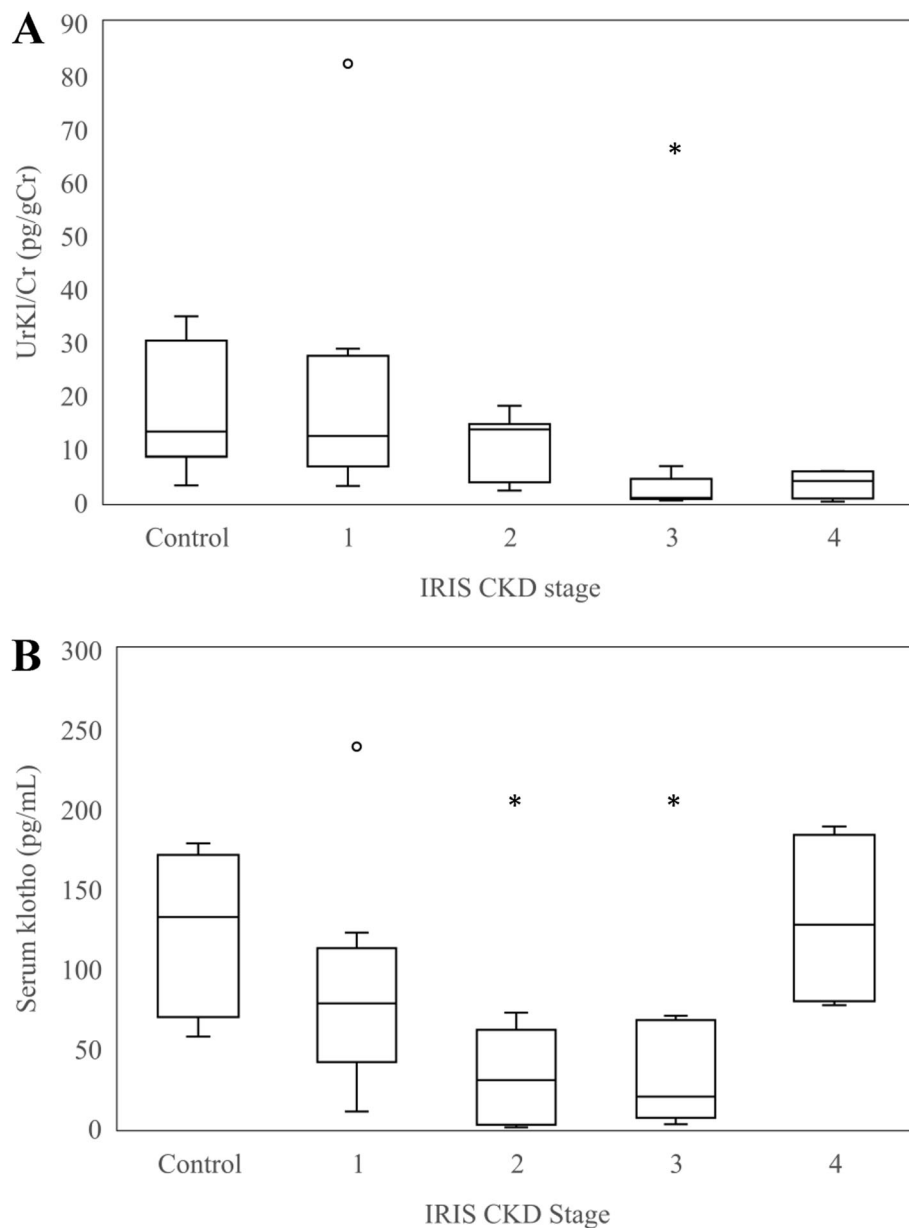 A
90
80
70
60
50
40
30
20
10
0
UrKl/Cr (pg/gCr)
*
Control 1 2 3 4
IRIS CKD stage
B
300
250
200
150
100
50
0
Serum klotho (pg/mL)
* *
Control 1 2 3 4
IRIS CKD Stage